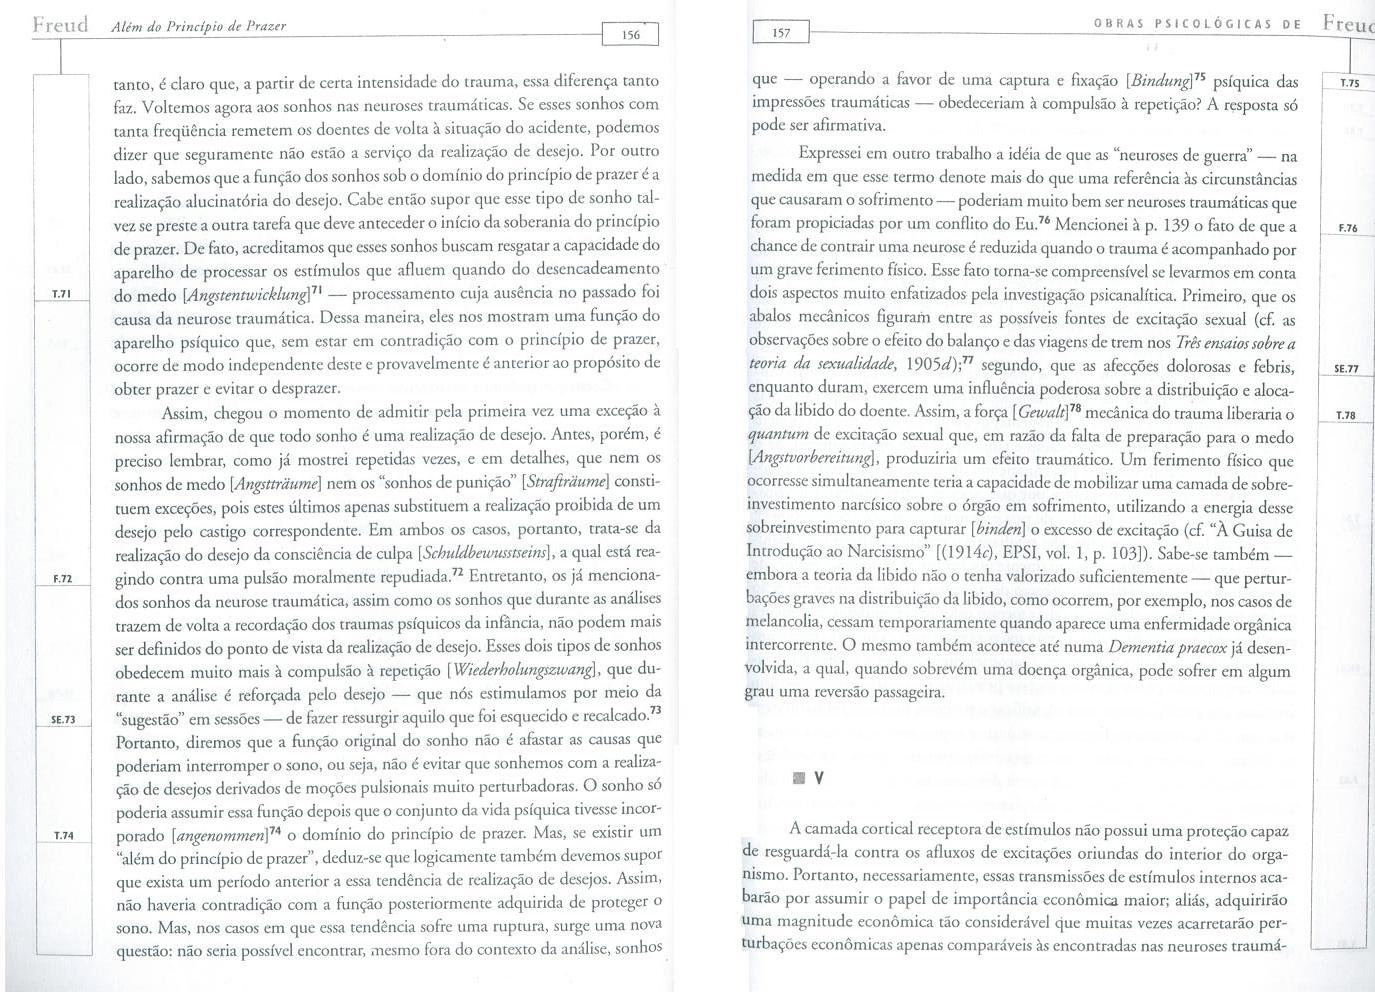 Freud Além do Princípio de Prazer 156
tanto, é claro que, a partir de certa intensidade do trauma, essa diferença tanto
faz. Voltemos agora aos sonhos nas neuroses traumáticas. Se esses sonhos com
tanta freqüência remetem os doentes de volta à situação do acidente, podemos
dizer que seguramente não estão a serviço da realização de desejo. Por outro
lado, sabemos que a função dos sonhos sob o domínio do princípio de prazer é a
realização alucinatória do desejo. Cabe então supor que esse tipo de sonho tal-
vez se preste a outra tarefa que deve anteceder o início da soberania do princípio
de prazer. De fato, acreditamos que esses sonhos buscam resgatar a capacidade do
aparelho de processar os estímulos que afluem quando do desencadeamento
T.71 do medo [Angstentwicklung]71 — processamento cuja ausência no passado foi
causa da neurose traumática. Dessa maneira, eles nos mostram uma função do
aparelho psíquico que, sem estar em contradição com o princípio de prazer,
ocorre de modo independente deste e provavelmente é anterior ao propósito de
obter prazer e evitar o desprazer.
Assim, chegou o momento de admitir pela primeira vez uma exceção à
nossa afirmação de que todo sonho é uma realização de desejo. Antes, porém, é
preciso lembrar, como já mostrei repetidas vezes, e em detalhes, que nem os
sonhos de medo [Angstträume] nem os “sonhos de punição” [Strafträume] consti-
tuem exceções, pois estes últimos apenas substituem a realização proibida de um
desejo pelo castigo correspondente. Em ambos os casos, portanto, trata-se da
realização do desejo da consciência de culpa [Schuldbewusstseins], a qual está rea-
F.72 gindo contra uma pulsão moralmente repudiada.72 Entretanto, os já menciona-
dos sonhos da neurose traumática, assim como os sonhos que durante as análises
trazem de volta a recordação dos traumas psíquicos da infância, não podem mais
ser definidos do ponto de vista da realização de desejo. Esses dois tipos de sonhos
obedecem muito mais à compulsão à repetição [Wiederholungszwang], que du-
rante a análise é reforçada pelo desejo — que nós estimulamos por meio da
SE.73 “sugestão” em sessões — de fazer ressurgir aquilo que foi esquecido e recalcado.73
Portanto, diremos que a função original do sonho não é afastar as causas que
poderiam interromper o sono, ou seja, não é evitar que sonhemos com a realiza-
ção de desejos derivados de moções pulsionais muito perturbadoras. O sonho só
poderia assumir essa função depois que o conjunto da vida psíquica tivesse incor-
T.74 porado [angenommen]74 o domínio do princípio de prazer. Mas, se existir um
“além do princípio de prazer”, deduz-se que logicamente também devemos supor
que exista um período anterior a essa tendência de realização de desejos. Assim,
não haveria contradição com a função posteriormente adquirida de proteger o
sono. Mas, nos casos em que essa tendência sofre uma ruptura, surge uma nova
questão: não seria possível encontrar, mesmo fora do contexto da análise, sonhos
157 OBRAS PSICOLÓGICAS DE Freud
que — operando a favor de uma captura e fixação [Bindung]75 psíquica das T.75
impressões traumáticas — obedeceriam à compulsão à repetição? A resposta só
pode ser afirmativa.
Expressei em outro trabalho a idéia de que as “neuroses de guerra” — na
medida em que esse termo denote mais do que uma referência às circunstâncias
que causaram o sofrimento — poderiam muito bem ser neuroses traumáticas que
foram propiciadas por um conflito do Eu.76 Mencionei à p. 139 o fato de que a F.76
chance de contrair uma neurose é reduzida quando o trauma é acompanhado por
um grave ferimento físico. Esse fato torna-se compreensível se levarmos em conta
dois aspectos muito enfatizados pela investigação psicanalítica. Primeiro, que os
abalos mecânicos figuram entre as possíveis fontes de excitação sexual (cf. as
observações sobre o efeito do balanço e das viagens de trem nos Três ensaios sobre a
teoria da sexualidade, 1905d);77 segundo, que as afecções dolorosas e febris, SE.77
enquanto duram, exercem uma influência poderosa sobre a distribuição e aloca-
ção da libido do doente. Assim, a força [Gewalt]78 mecânica do trauma liberaria o T.78
quantum de excitação sexual que, em razão da falta de preparação para o medo
[Angstvorbereitung], produziria um efeito traumático. Um ferimento físico que
ocorresse simultaneamente teria a capacidade de mobilizar uma camada de sobre-
investimento narcísico sobre o órgão em sofrimento, utilizando a energia desse
sobreinvestimento para capturar [binden] o excesso de excitação (cf. “À Guisa de
Introdução ao Narcisismo” [(1914c), EPSI, vol. 1, p. 103]). Sabe-se também —
embora a teoria da libido não o tenha valorizado suficientemente — que pertur-
bações graves na distribuição da libido, como ocorrem, por exemplo, nos casos de
melancolia, cessam temporariamente quando aparece uma enfermidade orgânica
intercorrente. O mesmo também acontece até numa Dementia praecox já desen-
volvida, a qual, quando sobrevém uma doença orgânica, pode sofrer em algum
grau uma reversão passageira.
V
A camada cortical receptora de estímulos não possui uma proteção capaz
de resguardá-la contra os afluxos de excitações oriundas do interior do orga-
nismo. Portanto, necessariamente, essas transmissões de estímulos internos aca-
barão por assumir o papel de importância econômica maior; aliás, adquirirão
uma magnitude econômica tão considerável que muitas vezes acarretarão per-
turbações econômicas apenas comparáveis às encontradas nas neuroses traumá-